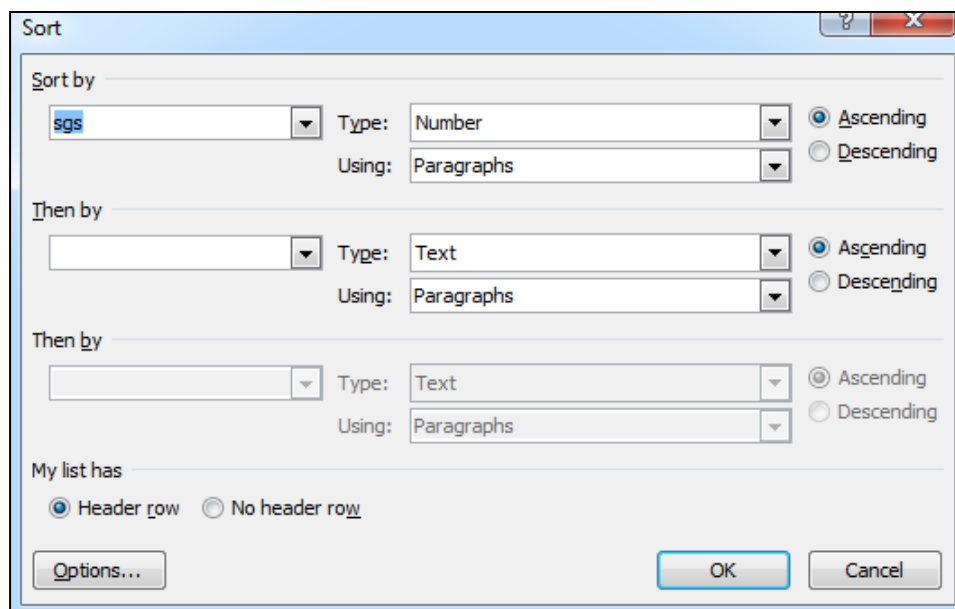 Sort
Sort by
sgs Type: Number Ascending
Using: Paragraphs Descending
Then by
Type: Text Ascending
Using: Paragraphs Descending
Then by
Type: Text Ascending
Using: Paragraphs Descending
My list has
Header row No header row
Options... OK Cancel